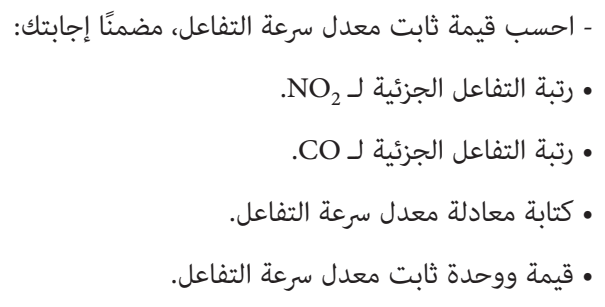 - احسب قيمة ثابت معدل سرعة التفاعل، مضمنًا إجابتك:
• رتبة التفاعل الجزئية لـ NO₂.
• رتبة التفاعل الجزئية لـ CO.
• كتابة معادلة معدل سرعة التفاعل.
• قيمة ووحدة ثابت معدل سرعة التفاعل.